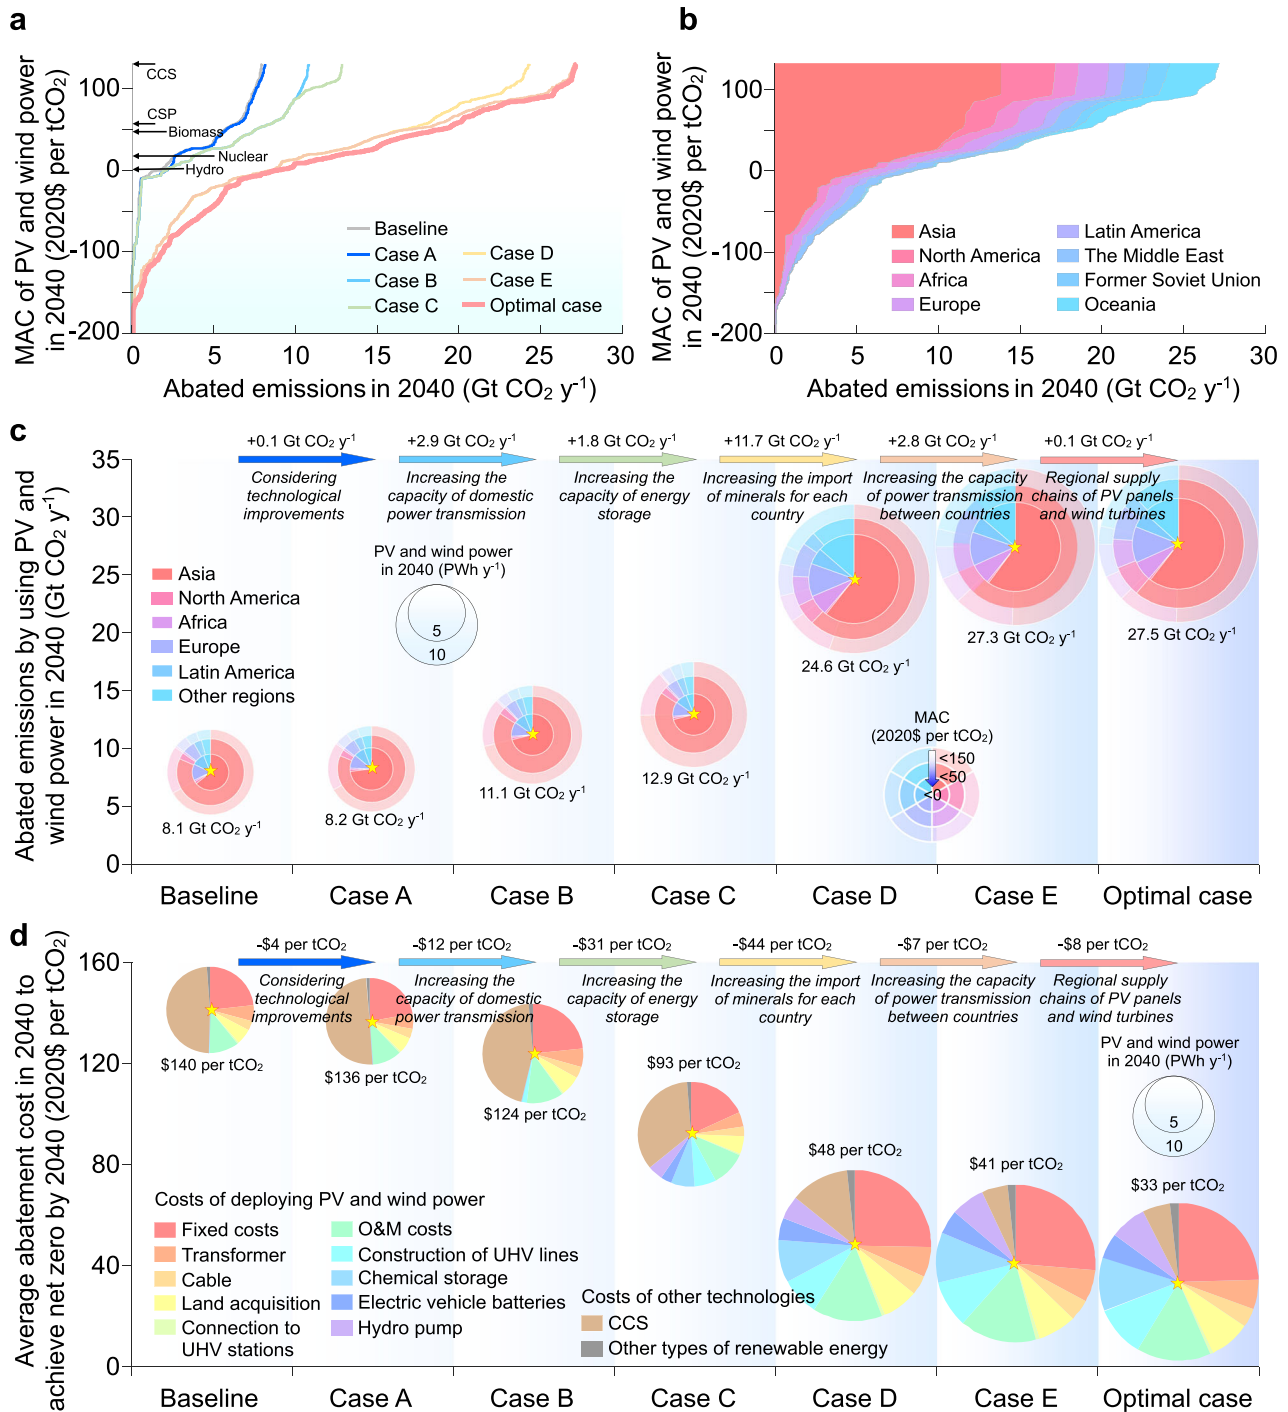 a
MAC of PV and wind power
in 2040 (2020$ per tCO₂)
100
0
-100
-200
CCS
CSP
Biomass
Nuclear
Hydro
Baseline
Case A
Case B
Case C
Case D
Case E
Optimal case
0
5
10
15
20
25
30
Abated emissions in 2040 (Gt CO₂ y⁻¹)
b
MAC of PV and wind power
in 2040 (2020$ per tCO₂)
100
0
-100
-200
Asia
North America
Africa
Europe
Latin America
The Middle East
Former Soviet Union
Oceania
0
5
10
15
20
25
30
Abated emissions in 2040 (Gt CO₂ y⁻¹)
c
Abated emissions by using PV and
wind power in 2040 (Gt CO₂ y⁻¹)
35
30
25
20
15
10
5
0
+0.1 Gt CO₂ y⁻¹
Considering
technological
improvements
+2.9 Gt CO₂ y⁻¹
Increasing the
capacity of domestic
power transmission
+1.8 Gt CO₂ y⁻¹
Increasing the
capacity of energy
storage
+11.7 Gt CO₂ y⁻¹
Increasing the import
of minerals for each
country
+2.8 Gt CO₂ y⁻¹
Increasing the capacity
of power transmission
between countries
+0.1 Gt CO₂ y⁻¹
Regional supply
chains of PV panels
and wind turbines
Asia
North America
Africa
Europe
Latin America
Other regions
PV and wind power
in 2040 (PWh y⁻¹)
5
10
8.1 Gt CO₂ y⁻¹
8.2 Gt CO₂ y⁻¹
11.1 Gt CO₂ y⁻¹
12.9 Gt CO₂ y⁻¹
24.6 Gt CO₂ y⁻¹
27.3 Gt CO₂ y⁻¹
27.5 Gt CO₂ y⁻¹
MAC
(2020$ per tCO₂)
<150
<50
<0
Baseline
Case A
Case B
Case C
Case D
Case E
Optimal case
d
Average abatement cost in 2040 to
achieve net zero by 2040 (2020$ per tCO₂)
160
120
80
40
0
-$4 per tCO₂
Considering
technological
improvements
-$12 per tCO₂
Increasing the
capacity of domestic
power transmission
-$31 per tCO₂
Increasing the
capacity of energy
storage
-$44 per tCO₂
Increasing the import
of minerals for each
country
-$7 per tCO₂
Increasing the capacity
of power transmission
between countries
-$8 per tCO₂
Regional supply
chains of PV panels
and wind turbines
PV and wind power
in 2040 (PWh y⁻¹)
5
10
$140 per tCO₂
$136 per tCO₂
$124 per tCO₂
$93 per tCO₂
$48 per tCO₂
$41 per tCO₂
$33 per tCO₂
Costs of deploying PV and wind power
Fixed costs
Transformer
Cable
Land acquisition
Connection to
UHV stations
O&M costs
Construction of UHV lines
Chemical storage
Electric vehicle batteries
Hydro pump
Costs of other technologies
CCS
Other types of renewable energy
Baseline
Case A
Case B
Case C
Case D
Case E
Optimal case